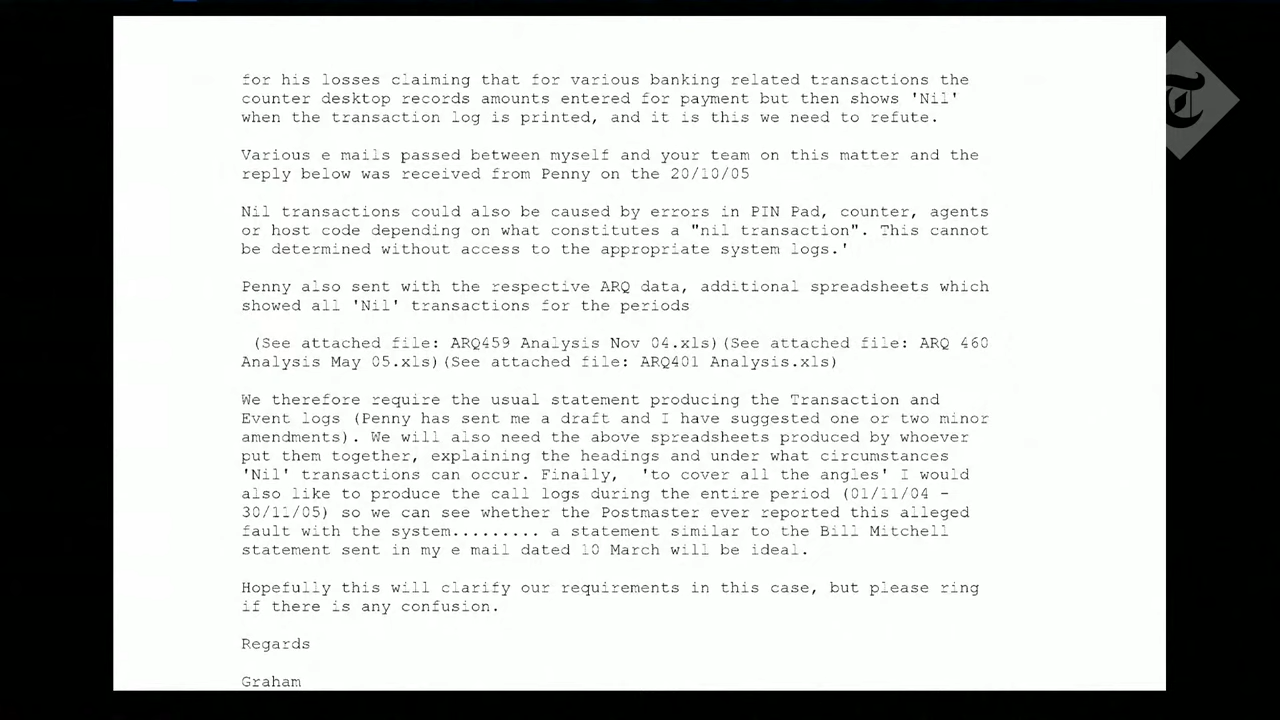 for his losses claiming that for various banking related transactions the
counter desktop records amounts entered for payment but then shows 'Nil'
when the transaction log is printed, and it is this we need to refute.
Various e mails passed between myself and your team on this matter and the
reply below was received from Penny on the 20/10/05
Nil transactions could also be caused by errors in PIN Pad, counter, agents
or host code depending on what constitutes a "nil transaction". This cannot
be determined without access to the appropriate system logs.'
Penny also sent with the respective ARQ data, additional spreadsheets which
showed all 'Nil' transactions for the periods
(See attached file: ARQ459 Analysis Nov 04.xls)(See attached file: ARQ 460
Analysis May 05.xls)(See attached file: ARQ401 Analysis.xls)
We therefore require the usual statement producing the Transaction and
Event logs (Penny has sent me a draft and I have suggested one or two minor
amendments). We will also need the above spreadsheets produced by whoever
put them together, explaining the headings and under what circumstances
'Nil' transactions can occur. Finally,  'to cover all the angles' I would
also like to produce the call logs during the entire period (01/11/04 -
30/11/05) so we can see whether the Postmaster ever reported this alleged
fault with the system......... a statement similar to the Bill Mitchell
statement sent in my e mail dated 10 March will be ideal.
Hopefully this will clarify our requirements in this case, but please ring
if there is any confusion.
Regards
Graham
T